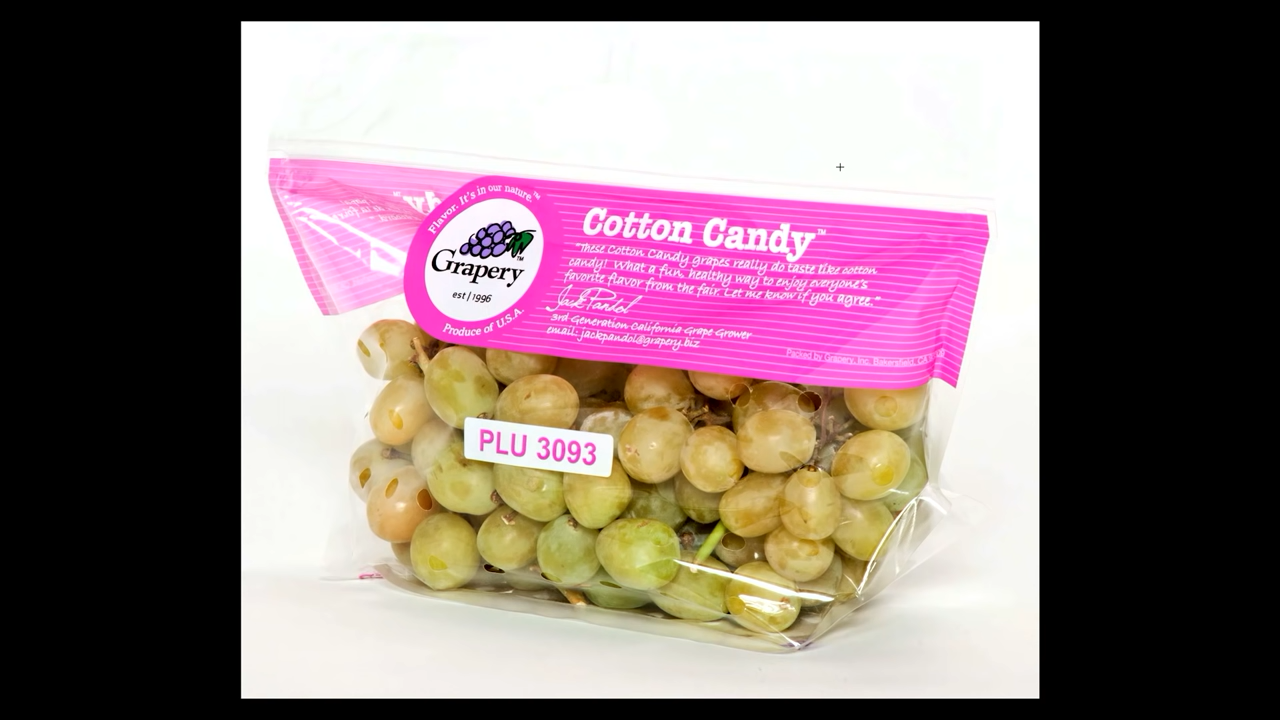 Flavor. It's in our nature.™
Grapery™
est | 1996
Produce of U.S.A.
Cotton Candy™
"These Cotton Candy grapes really do taste like cotton
candy! What a fun, healthy way to enjoy everyone's
favorite flavor from the fair. Let me know if you agree."
Jack Pandol
3rd Generation California Grape Grower
email: jackpandol@grapery.biz
Packed by Grapery, Inc. Bakersfield, CA
PLU 3093